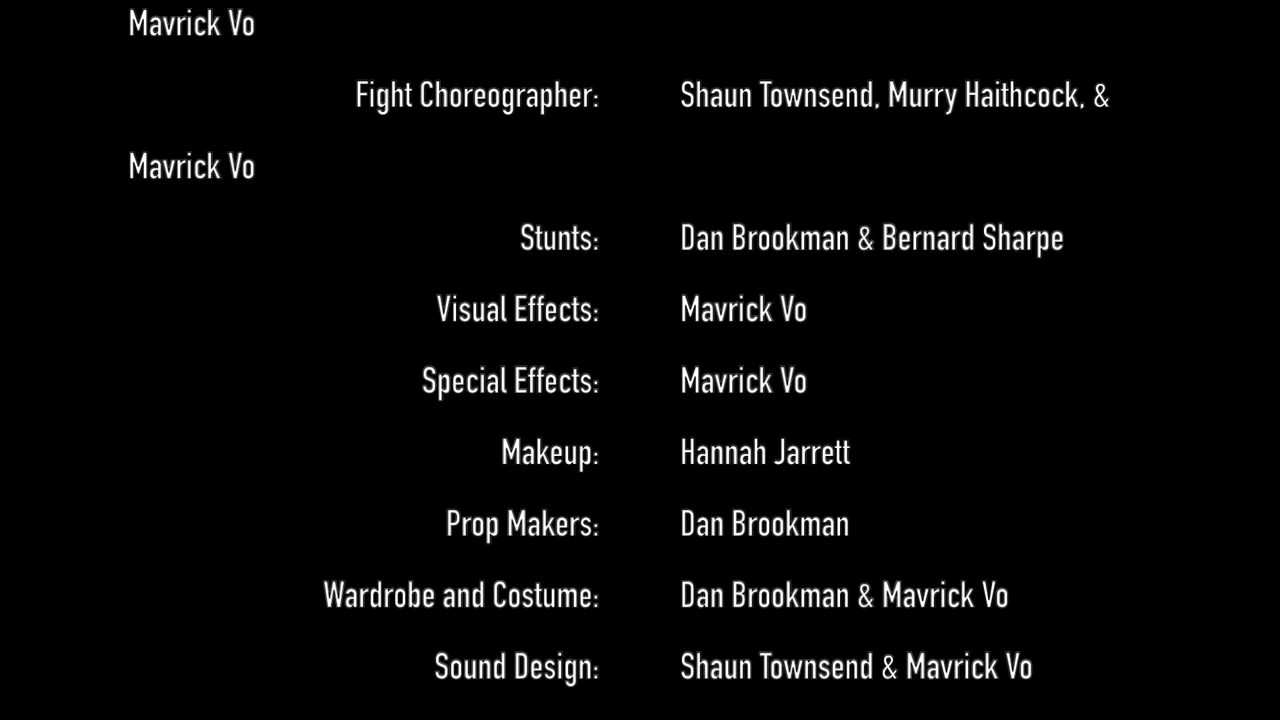 Mavrick Vo
Fight Choreographer: Shaun Townsend, Murry Haithcock, &
Mavrick Vo
Stunts: Dan Brookman & Bernard Sharpe
Visual Effects: Mavrick Vo
Special Effects: Mavrick Vo
Makeup: Hannah Jarrett
Prop Makers: Dan Brookman
Wardrobe and Costume: Dan Brookman & Mavrick Vo
Sound Design: Shaun Townsend & Mavrick Vo